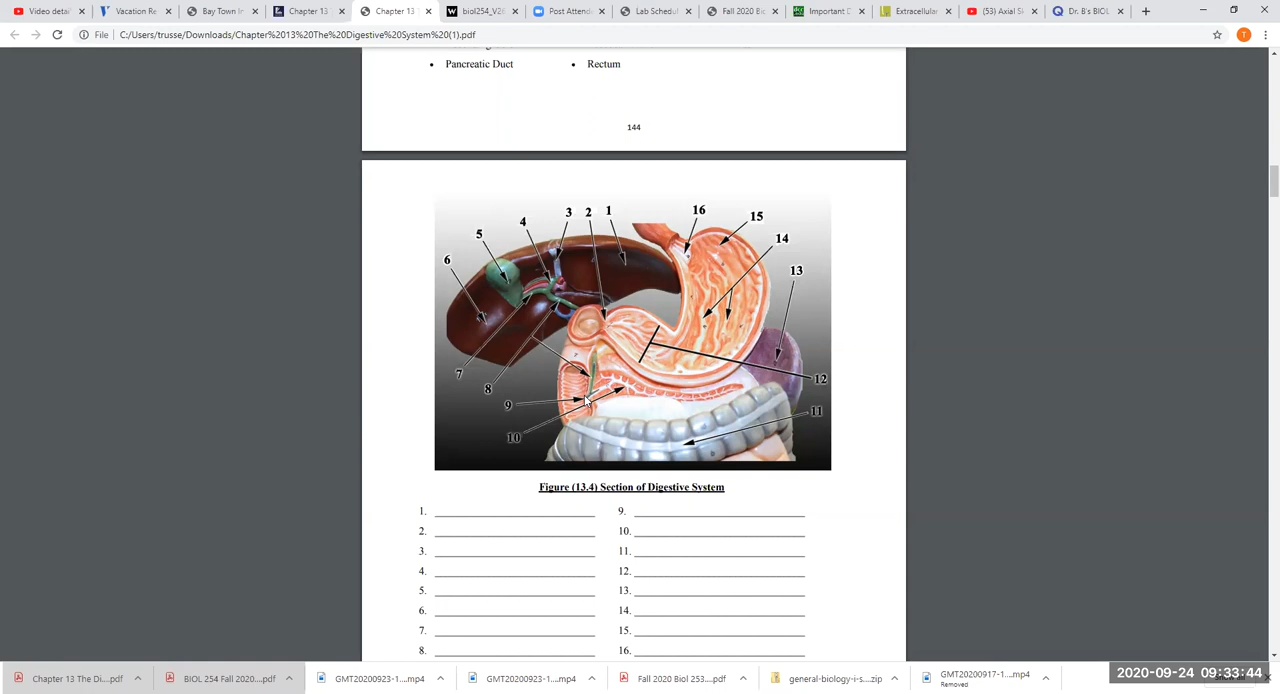 Video detai
Vacation Re
Bay Town In
Chapter 13
Chapter 13
biol254_V2
Post Attend
Lab Schedul
Fall 2020 Bi
Important D
Extracellular
(53) Axial Sk
Dr. B's BIOL
File C:/Users/trusse/Downloads/Chapter%2013%20The%20Digestive%20System%20(1).pdf
T
• Pancreatic Duct • Rectum
144
1
2
3
4
5
6
7
8
9
10
11
12
13
14
15
16
Figure (13.4) Section of Digestive System
1. 9.
2. 10.
3. 11.
4. 12.
5. 13.
6. 14.
7. 15.
8. 16.
Chapter 13 The Di....pdf
BIOL 254 Fall 2020....pdf
GMT20200923-1....mp4
GMT20200923-1....mp4
Fall 2020 Biol 253....pdf
general-biology-i-s....zip
GMT20200917-1....mp4
Removed
2020-09-24 09:33:44